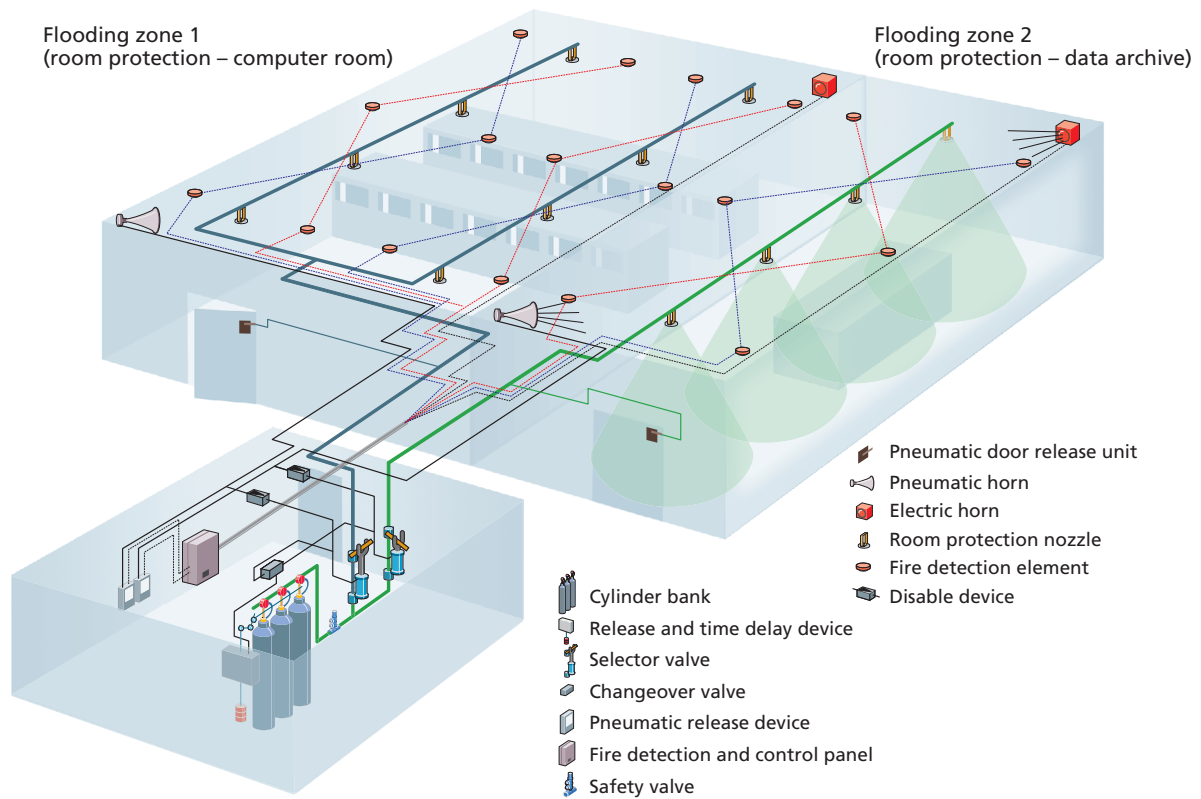 Flooding zone 1
(room protection – computer room)
Flooding zone 2
(room protection – data archive)
Pneumatic door release unit
Pneumatic horn
Electric horn
Room protection nozzle
Fire detection element
Disable device
Cylinder bank
Release and time delay device
Selector valve
Changeover valve
Pneumatic release device
Fire detection and control panel
Safety valve